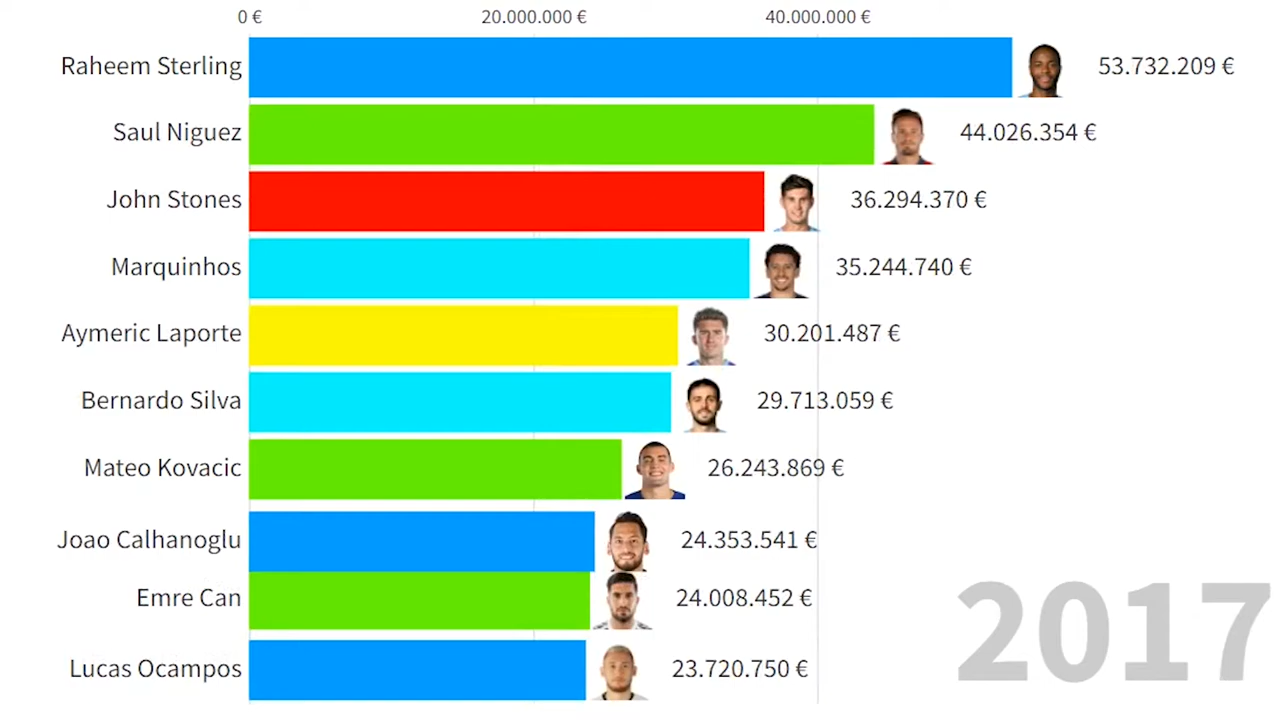 0 € 20.000.000 € 40.000.000 €
Raheem Sterling 53.732.209 €
Saul Niguez 44.026.354 €
John Stones 36.294.370 €
Marquinhos 35.244.740 €
Aymeric Laporte 30.201.487 €
Bernardo Silva 29.713.059 €
Mateo Kovacic 26.243.869 €
Joao Calhanoglu 24.353.541 €
Emre Can 24.008.452 €
Lucas Ocampos 23.720.750 €
2017